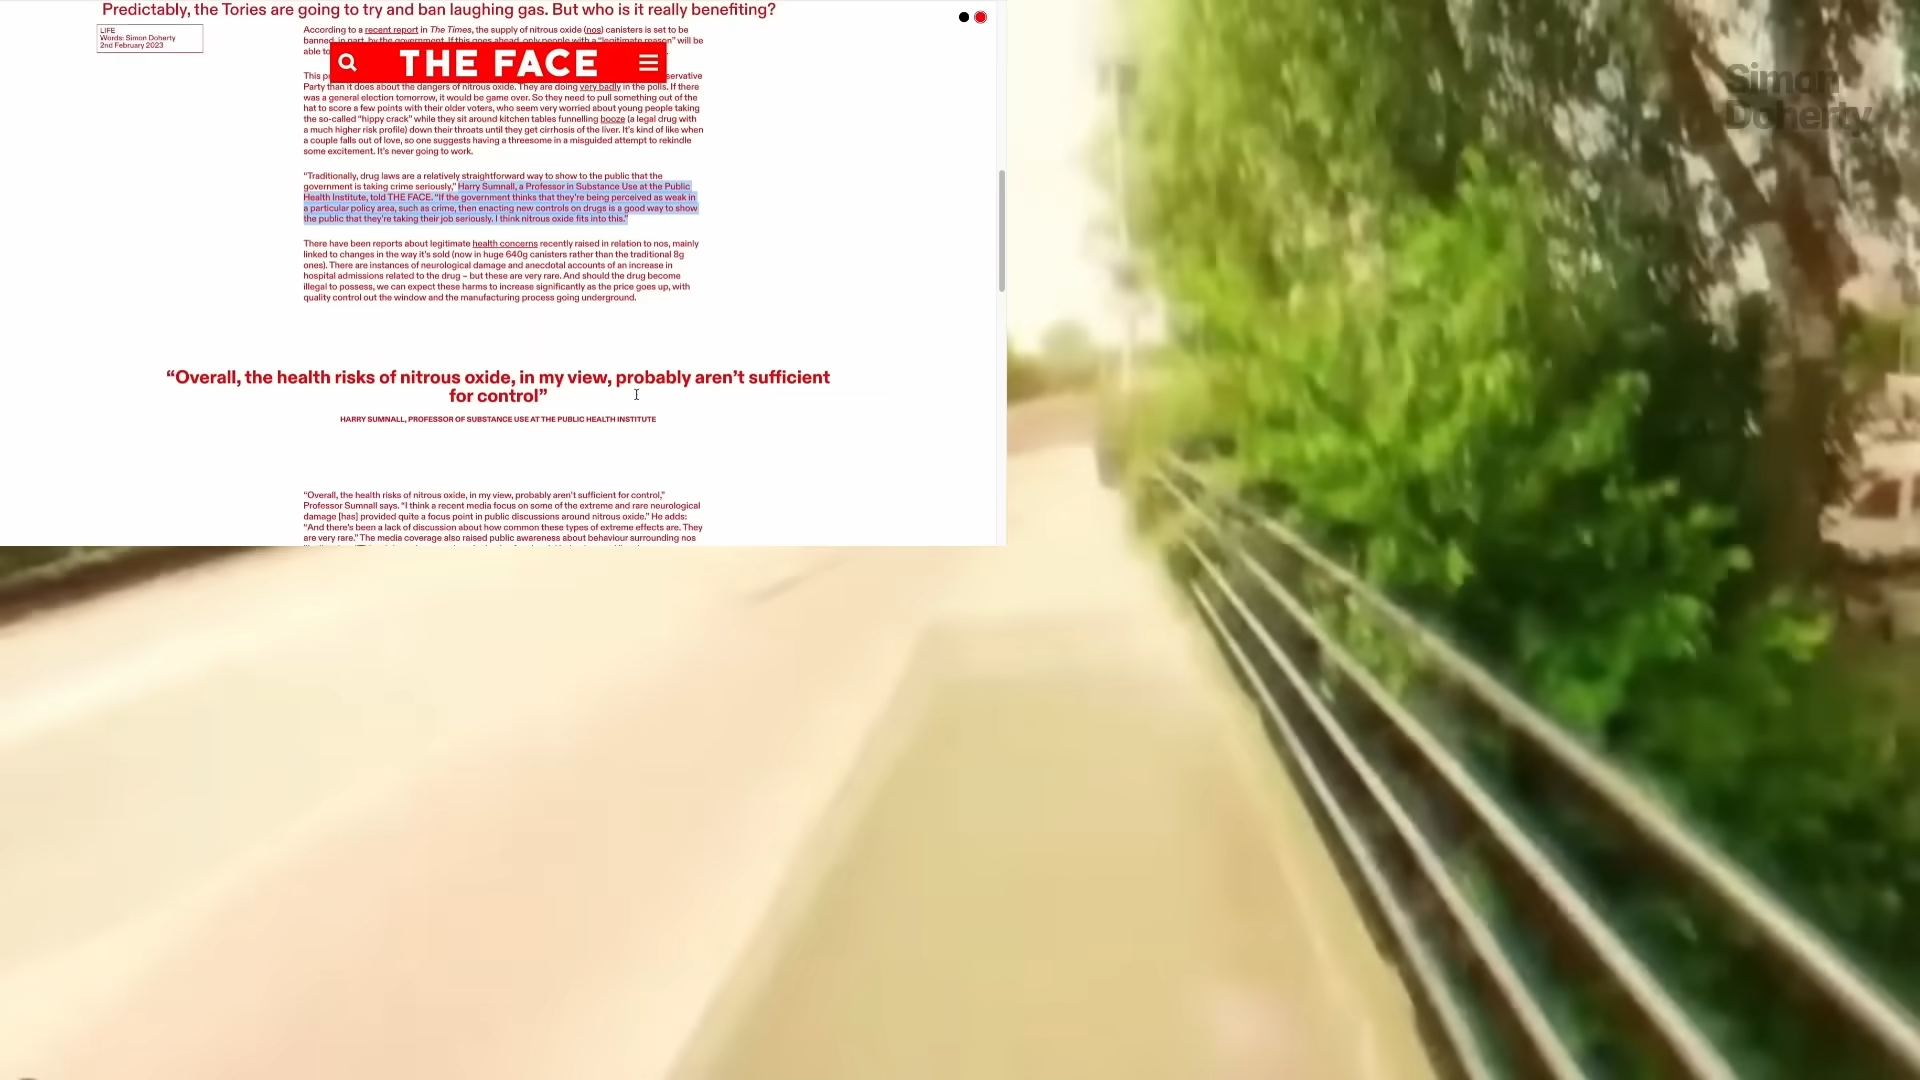 Predictably, the Tories are going to try and ban laughing gas. But who is it really benefiting?
LIFE
Words: Simon Doherty
2nd February 2023
According to a recent report in The Times, the supply of nitrous oxide (nos) canisters is set to be
banned, in part, by the government. If this goes ahead, only people with a “legitimate reason” will be
able to
THE FACE
This pr
servative
Party than it does about the dangers of nitrous oxide. They are doing very badly in the polls. If there
was a general election tomorrow, it would be game over. So they need to pull something out of the
hat to score a few points with their older voters, who seem very worried about young people taking
the so-called “hippy crack” while they sit around kitchen tables funnelling booze (a legal drug with
a much higher risk profile) down their throats until they get cirrhosis of the liver. It’s kind of like when
a couple falls out of love, so one suggests having a threesome in a misguided attempt to rekindle
some excitement. It’s never going to work.
“Traditionally, drug laws are a relatively straightforward way to show to the public that the
government is taking crime seriously,” Harry Sumnall, a Professor in Substance Use at the Public
Health Institute, told THE FACE. “If the government thinks that they’re being perceived as weak in
a particular policy area, such as crime, then enacting new controls on drugs is a good way to show
the public that they’re taking their job seriously. I think nitrous oxide fits into this.”
There have been reports about legitimate health concerns recently raised in relation to nos, mainly
linked to changes in the way it’s sold (now in huge 640g canisters rather than the traditional 8g
ones). There are instances of neurological damage and anecdotal accounts of an increase in
hospital admissions related to the drug – but these are very rare. And should the drug become
illegal to possess, we can expect these harms to increase significantly as the price goes up, with
quality control out the window and the manufacturing process going underground.
“Overall, the health risks of nitrous oxide, in my view, probably aren’t sufficient
for control”
HARRY SUMNALL, PROFESSOR OF SUBSTANCE USE AT THE PUBLIC HEALTH INSTITUTE
“Overall, the health risks of nitrous oxide, in my view, probably aren’t sufficient for control,”
Professor Sumnall says. “I think a recent media focus on some of the extreme and rare neurological
damage [has] provided quite a focus point in public discussions around nitrous oxide.” He adds:
“And there’s been a lack of discussion about how common these types of extreme effects are. They
are very rare.” The media coverage also raised public awareness about behaviour surrounding nos
Simon
Doherty